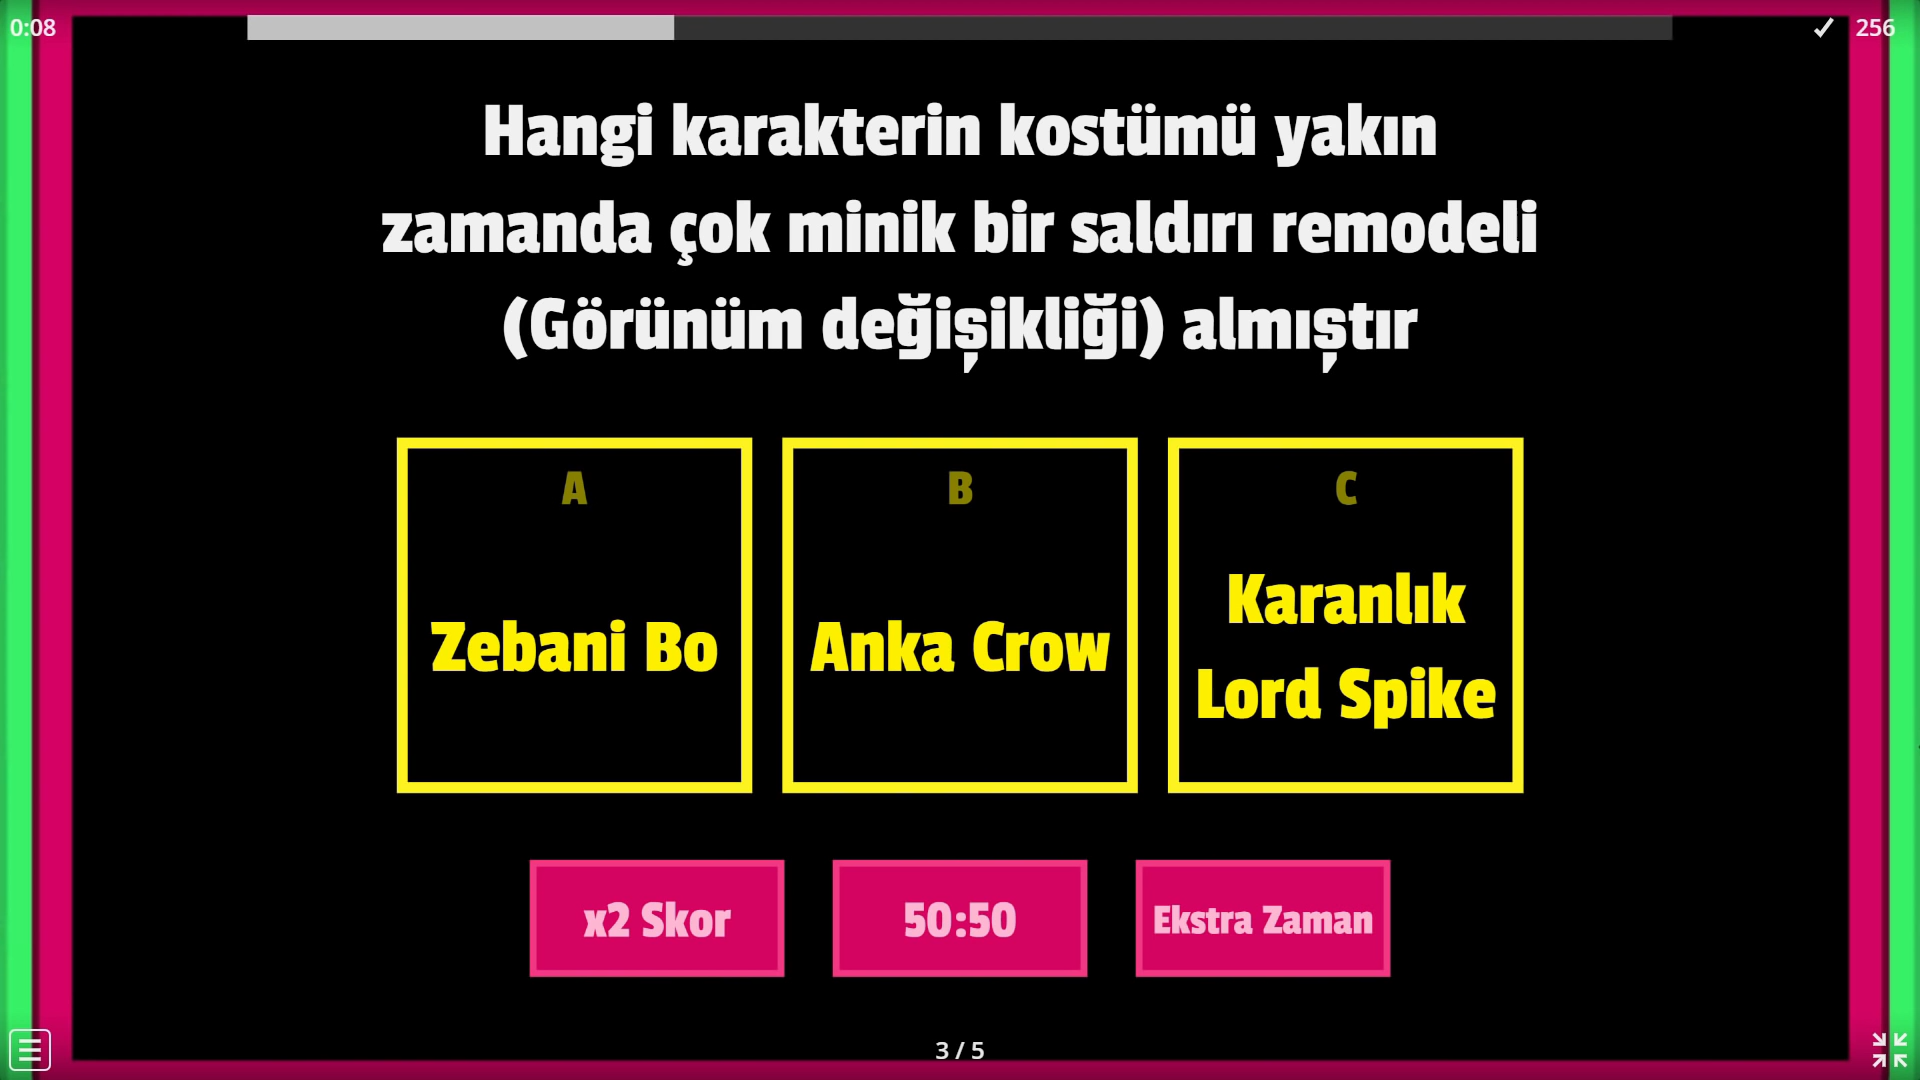 0:08
256
Hangi karakterin kostümü yakın
zamanda çok minik bir saldırı remodeli
(Görünüm değişikliği) almıştır
A
Zebani Bo
B
Anka Crow
C
Karanlık
Lord Spike
x2 Skor
50:50
Ekstra Zaman
3 / 5